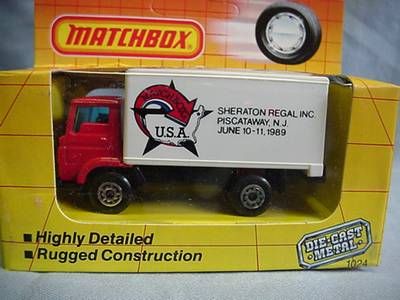 MATCHBOX
U.S.A.
SHERATON REGAL INC.
PISCATAWAY, N.J.
JUNE 10-11, 1989
Highly Detailed
Rugged Construction
DIE-CAST
METAL
1024